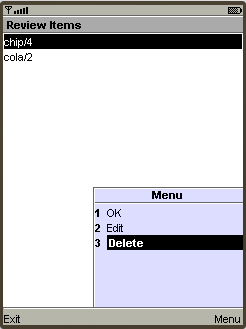 Review Items
chip/4
cola/2
Menu
1 OK
2 Edit
3 Delete
Exit Menu